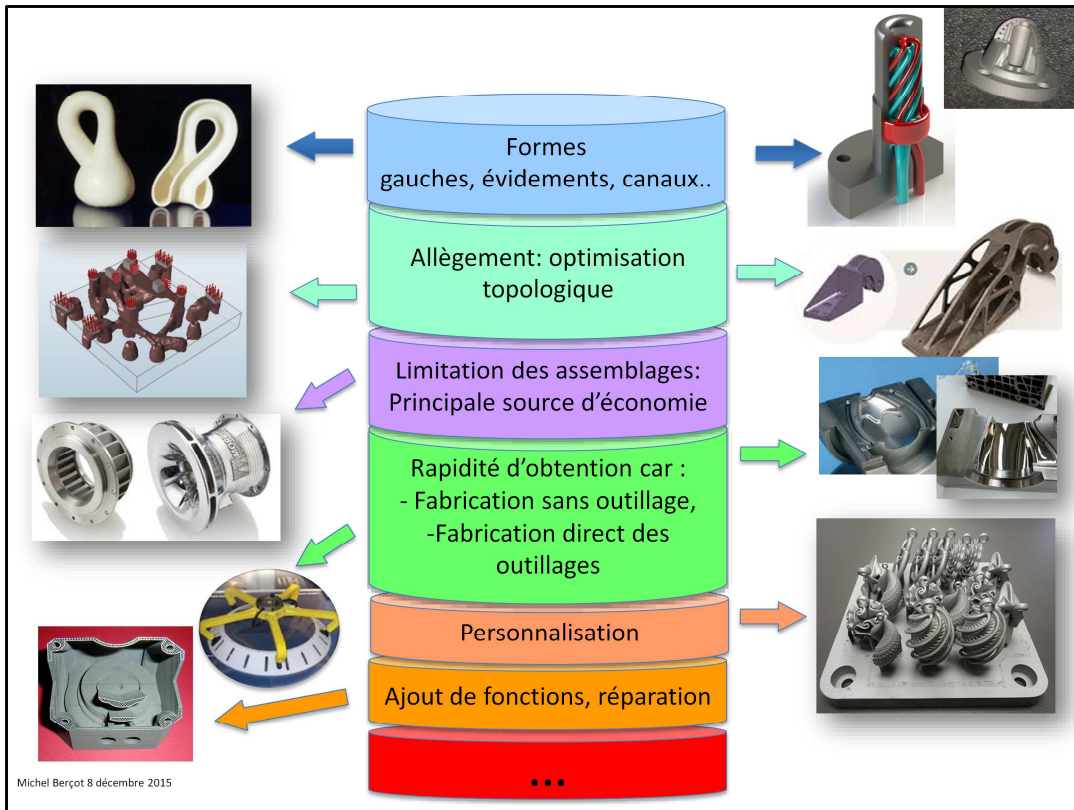 Formes
gauches, évidements, canaux..
Allègement: optimisation
topologique
Limitation des assemblages:
Principale source d’économie
Rapidité d’obtention car :
- Fabrication sans outillage,
-Fabrication direct des
outillages
Personnalisation
Ajout de fonctions, réparation
...
Michel Berçot 8 décembre 2015